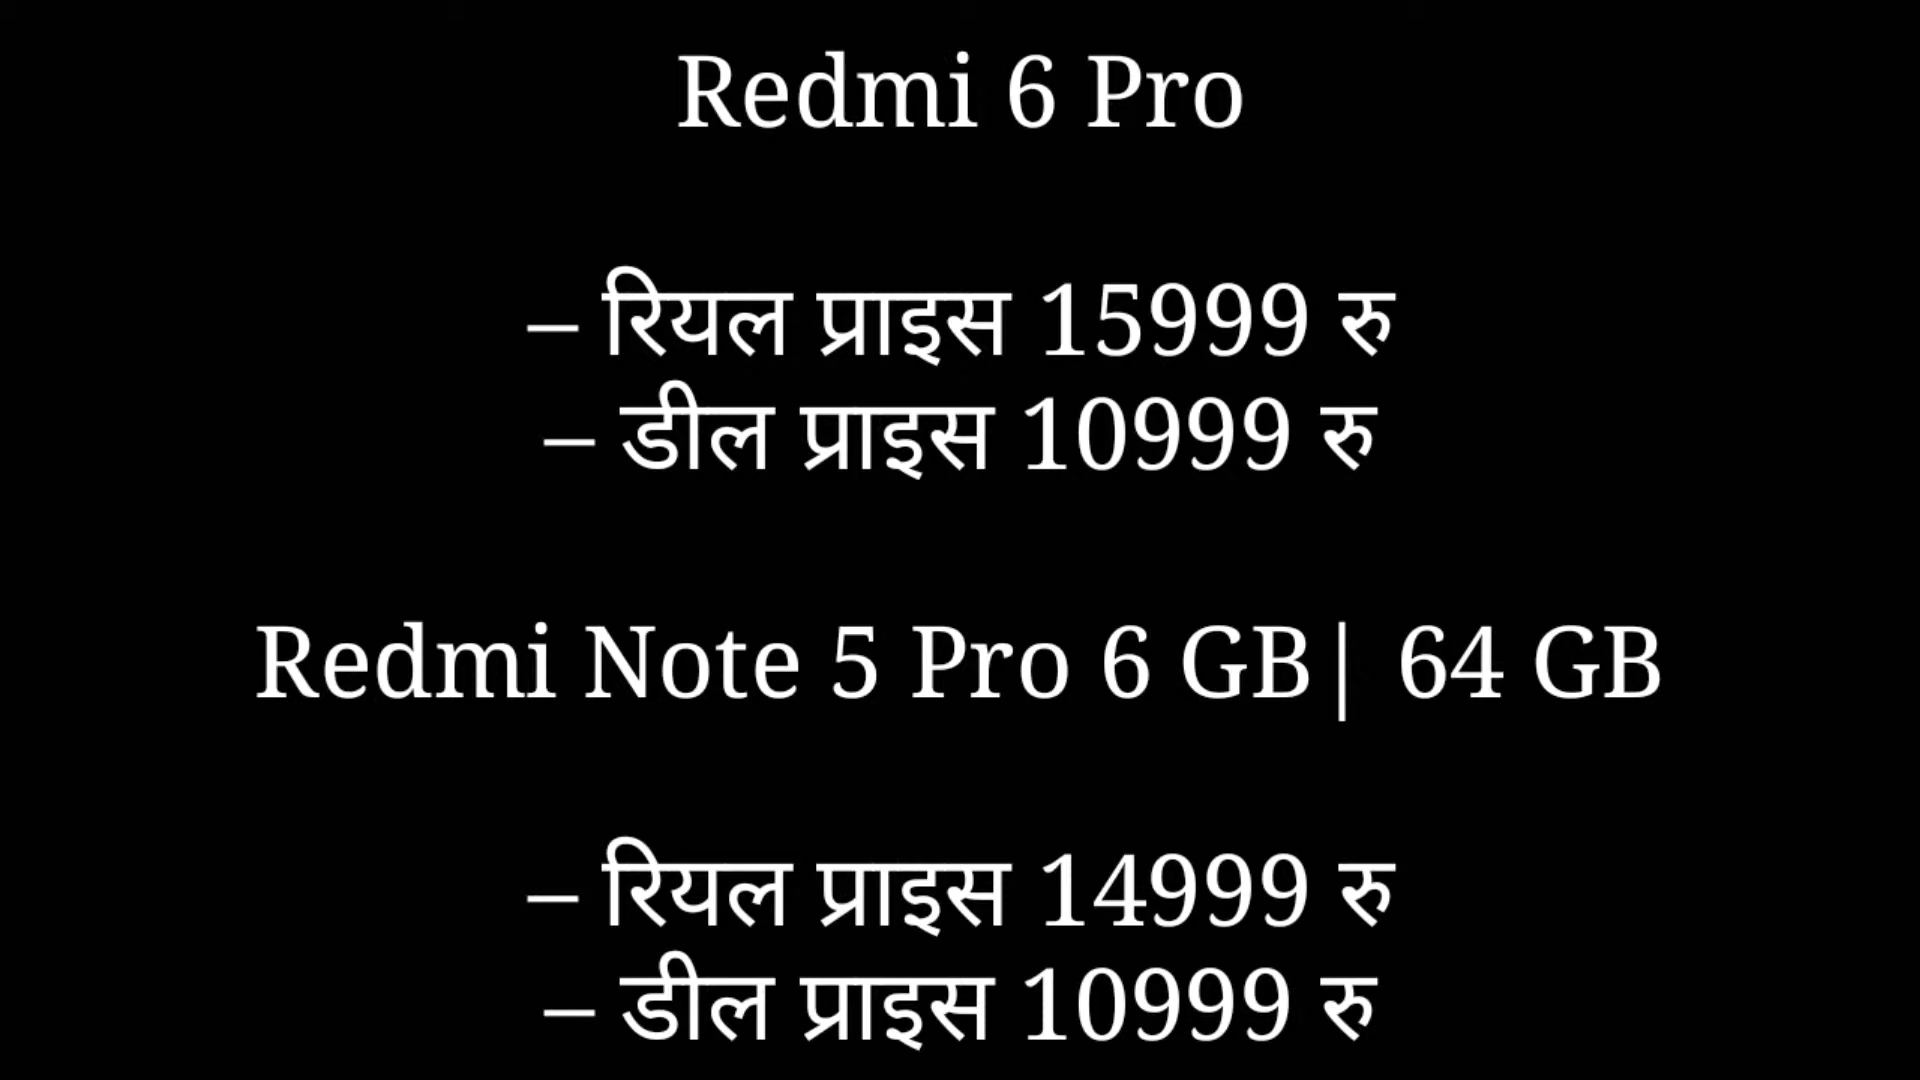 Redmi 6 Pro
– रियल प्राइस 15999 रु
– डील प्राइस 10999 रु
Redmi Note 5 Pro 6 GB| 64 GB
– रियल प्राइस 14999 रु
– डील प्राइस 10999 रु